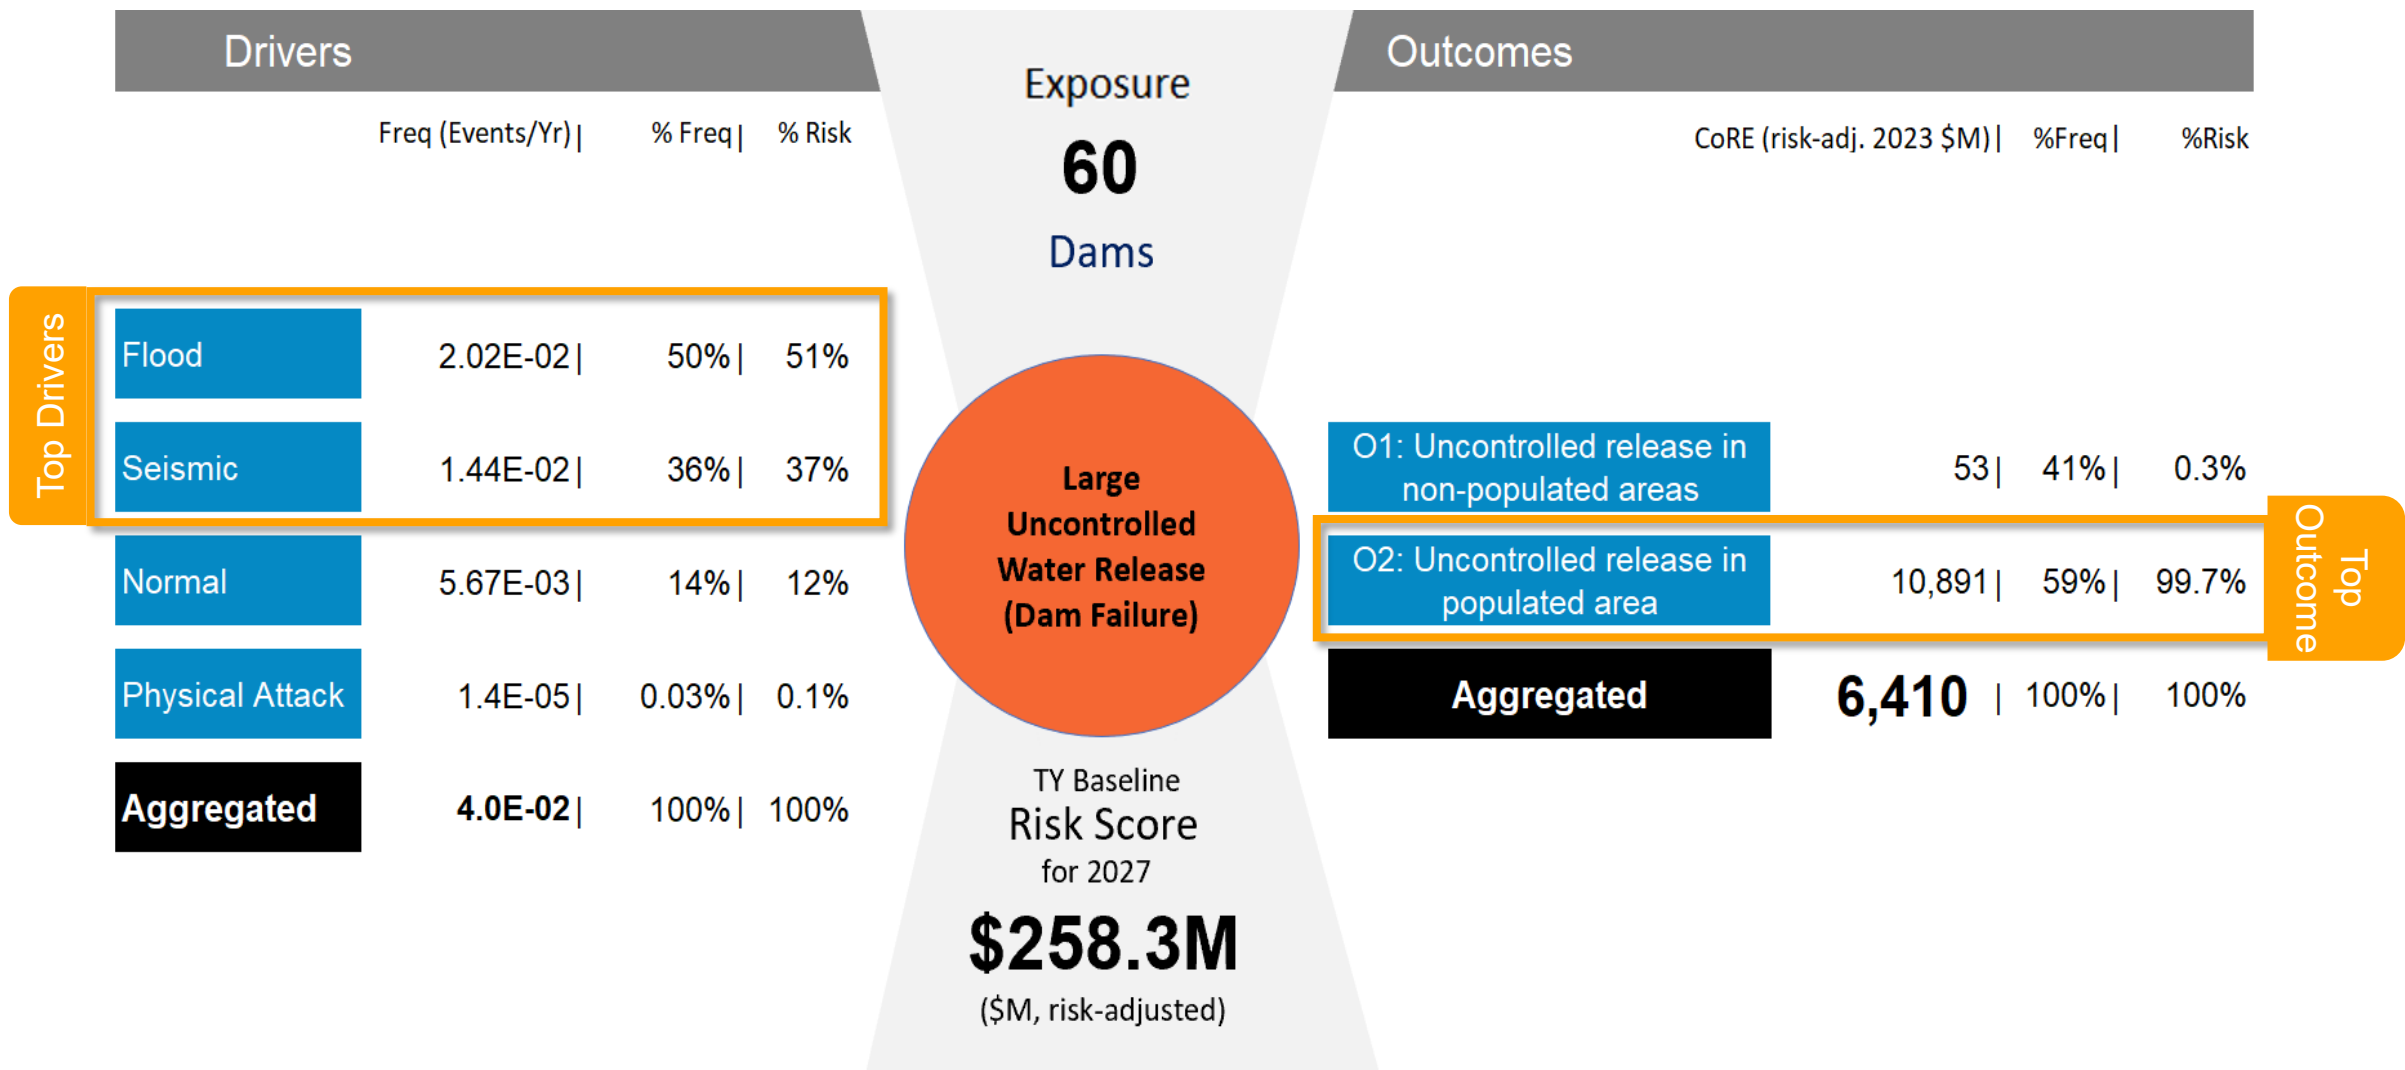 Drivers
Freq (Events/Yr)| % Freq| % Risk
Top Drivers
Flood 2.02E-02| 50%| 51%
Seismic 1.44E-02| 36%| 37%
Normal 5.67E-03| 14%| 12%
Physical Attack 1.4E-05| 0.03%| 0.1%
Aggregated 4.0E-02| 100%| 100%
Exposure
60
Dams
Large
Uncontrolled
Water Release
(Dam Failure)
TY Baseline
Risk Score
for 2027
$258.3M
($M, risk-adjusted)
Outcomes
CoRE (risk-adj. 2023 $M)| %Freq| %Risk
O1: Uncontrolled release in
non-populated areas
53| 41%| 0.3%
O2: Uncontrolled release in
populated area
10,891| 59%| 99.7%
Top
Outcome
Aggregated 6,410 | 100%| 100%